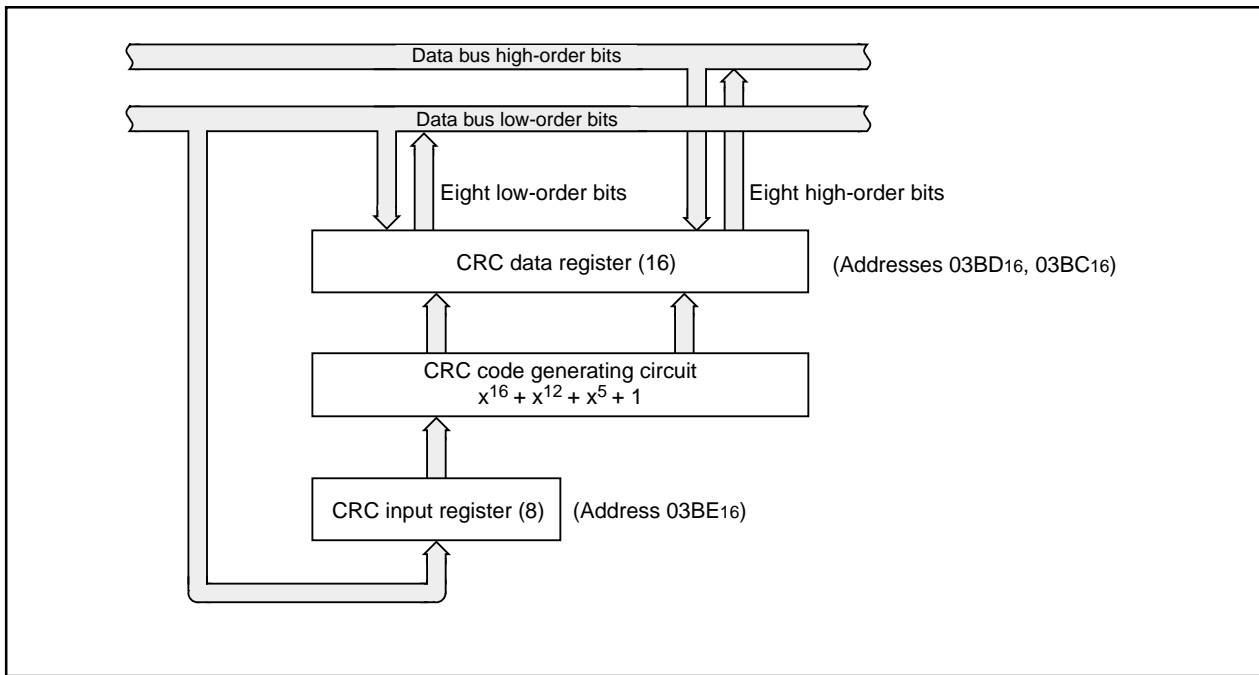 Data bus high-order bits
Data bus low-order bits
Eight low-order bits
Eight high-order bits
CRC data register (16)
(Addresses 03BD16, 03BC16)
CRC code generating circuit
x16 + x12 + x5 + 1
CRC input register (8)
(Address 03BE16)